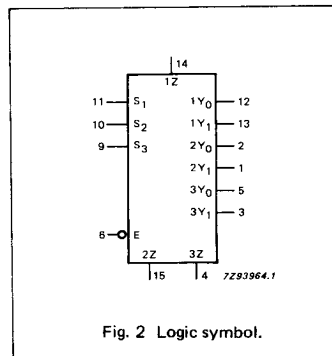 14
1Z
11 S1 1Y0 12
10 S2 1Y1 13
9 S3 2Y0 2
2Y1 1
3Y0 5
3Y1 3
6 E
2Z 3Z
15 4 7Z93964.1
Fig. 2 Logic symbol.